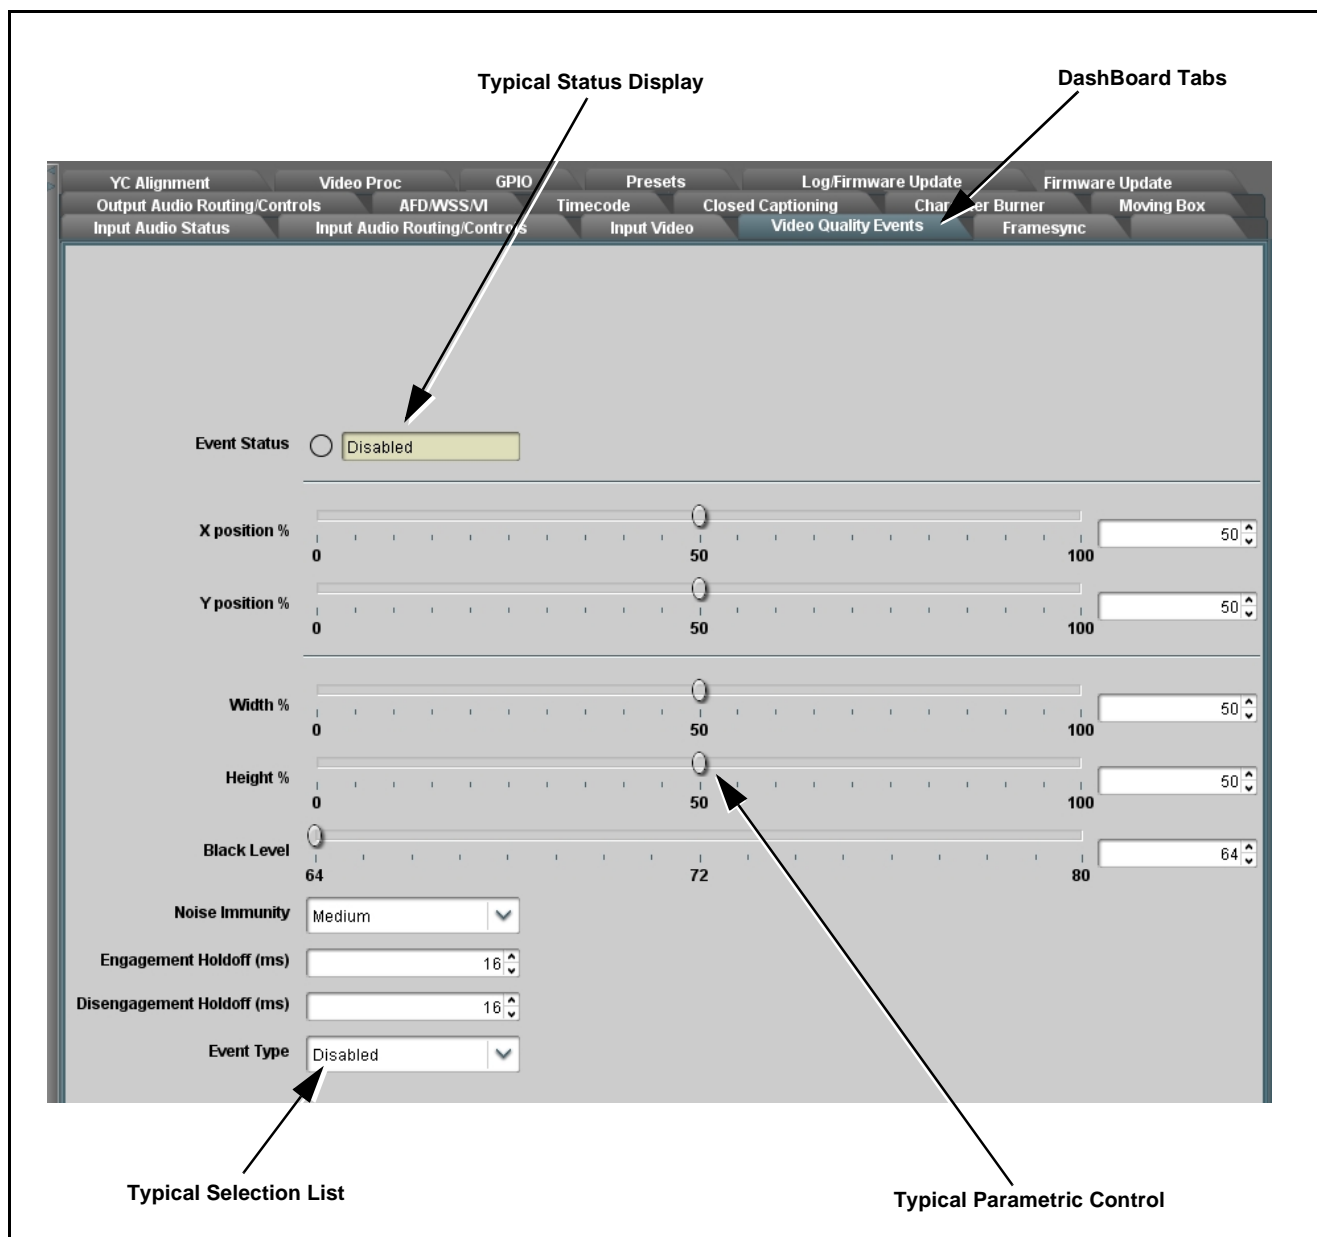 Typical Status Display
DashBoard Tabs
YC Alignment Video Proc GPIO Presets Log/Firmware Update Firmware Update
Output Audio Routing/Controls AFD/WSS/VI Timecode Closed Captioning Character Burner Moving Box
Input Audio Status Input Audio Routing/Controls Input Video Video Quality Events Framesync
Event Status Disabled
X position % 50
0 50 100
Y position % 50
0 50 100
Width % 50
0 50 100
Height % 50
0 50 100
Black Level 64
64 72 80
Noise Immunity Medium
Engagement Holdoff (ms) 16
Disengagement Holdoff (ms) 16
Event Type Disabled
Typical Selection List
Typical Parametric Control